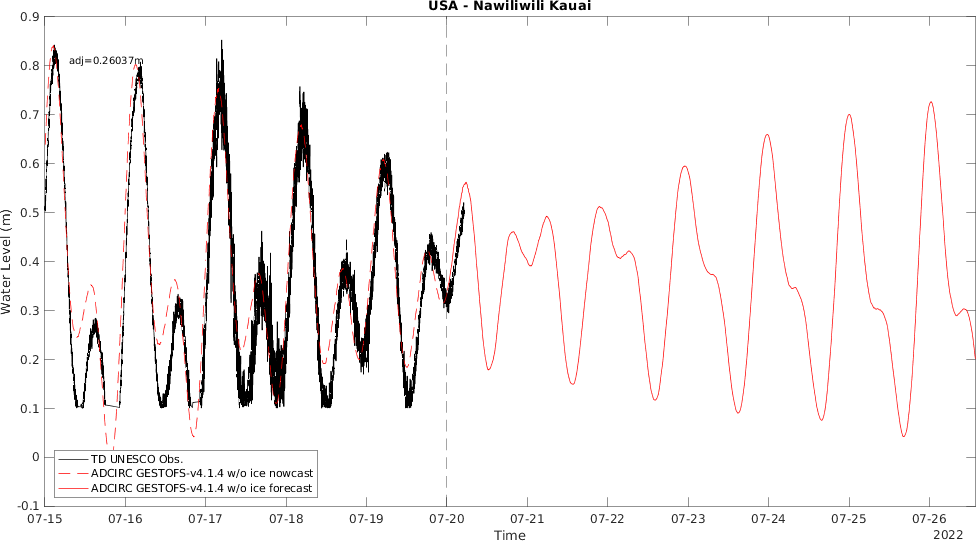 USA - Nawiliwili Kauai
adj=0.26037m
Water Level (m)
0.9
0.8
0.7
0.6
0.5
0.4
0.3
0.2
0.1
0
-0.1
TD UNESCO Obs.
ADCIRC GESTOFS-v4.1.4 w/o ice nowcast
ADCIRC GESTOFS-v4.1.4 w/o ice forecast
07-15 07-16 07-17 07-18 07-19 07-20 07-21 07-22 07-23 07-24 07-25 07-26
Time
2022